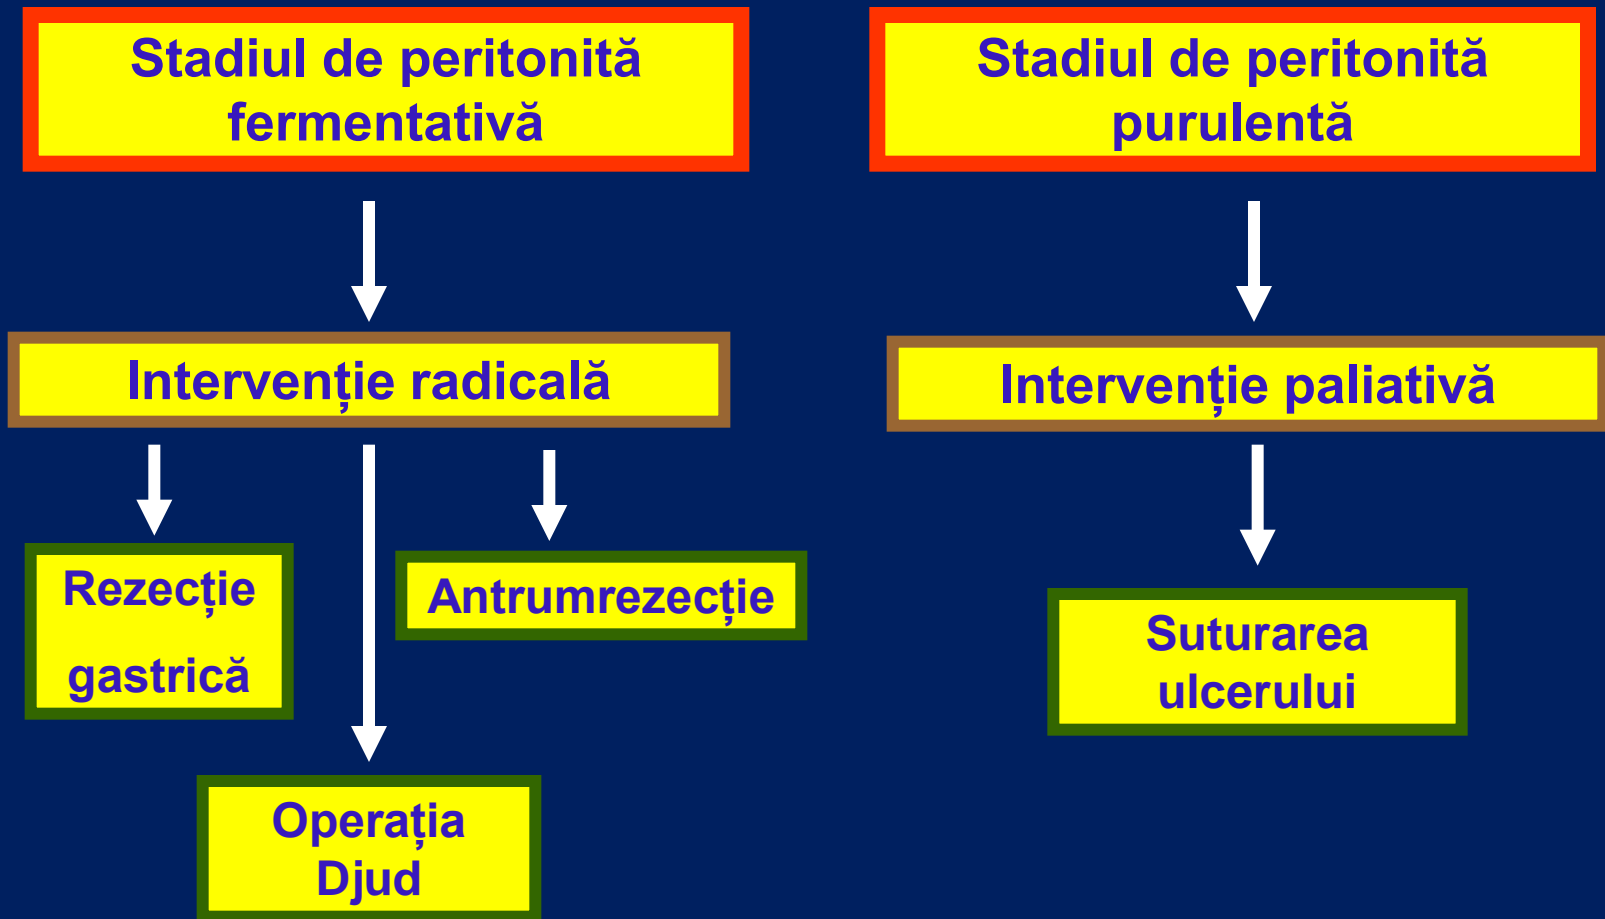 Stadiul de peritonită
fermentativă
Stadiul de peritonită
purulentă
Intervenție radicală
Intervenție paliativă
Rezecție
gastrică
Antrumrezecție
Suturarea
ulcerului
Operația
Djud